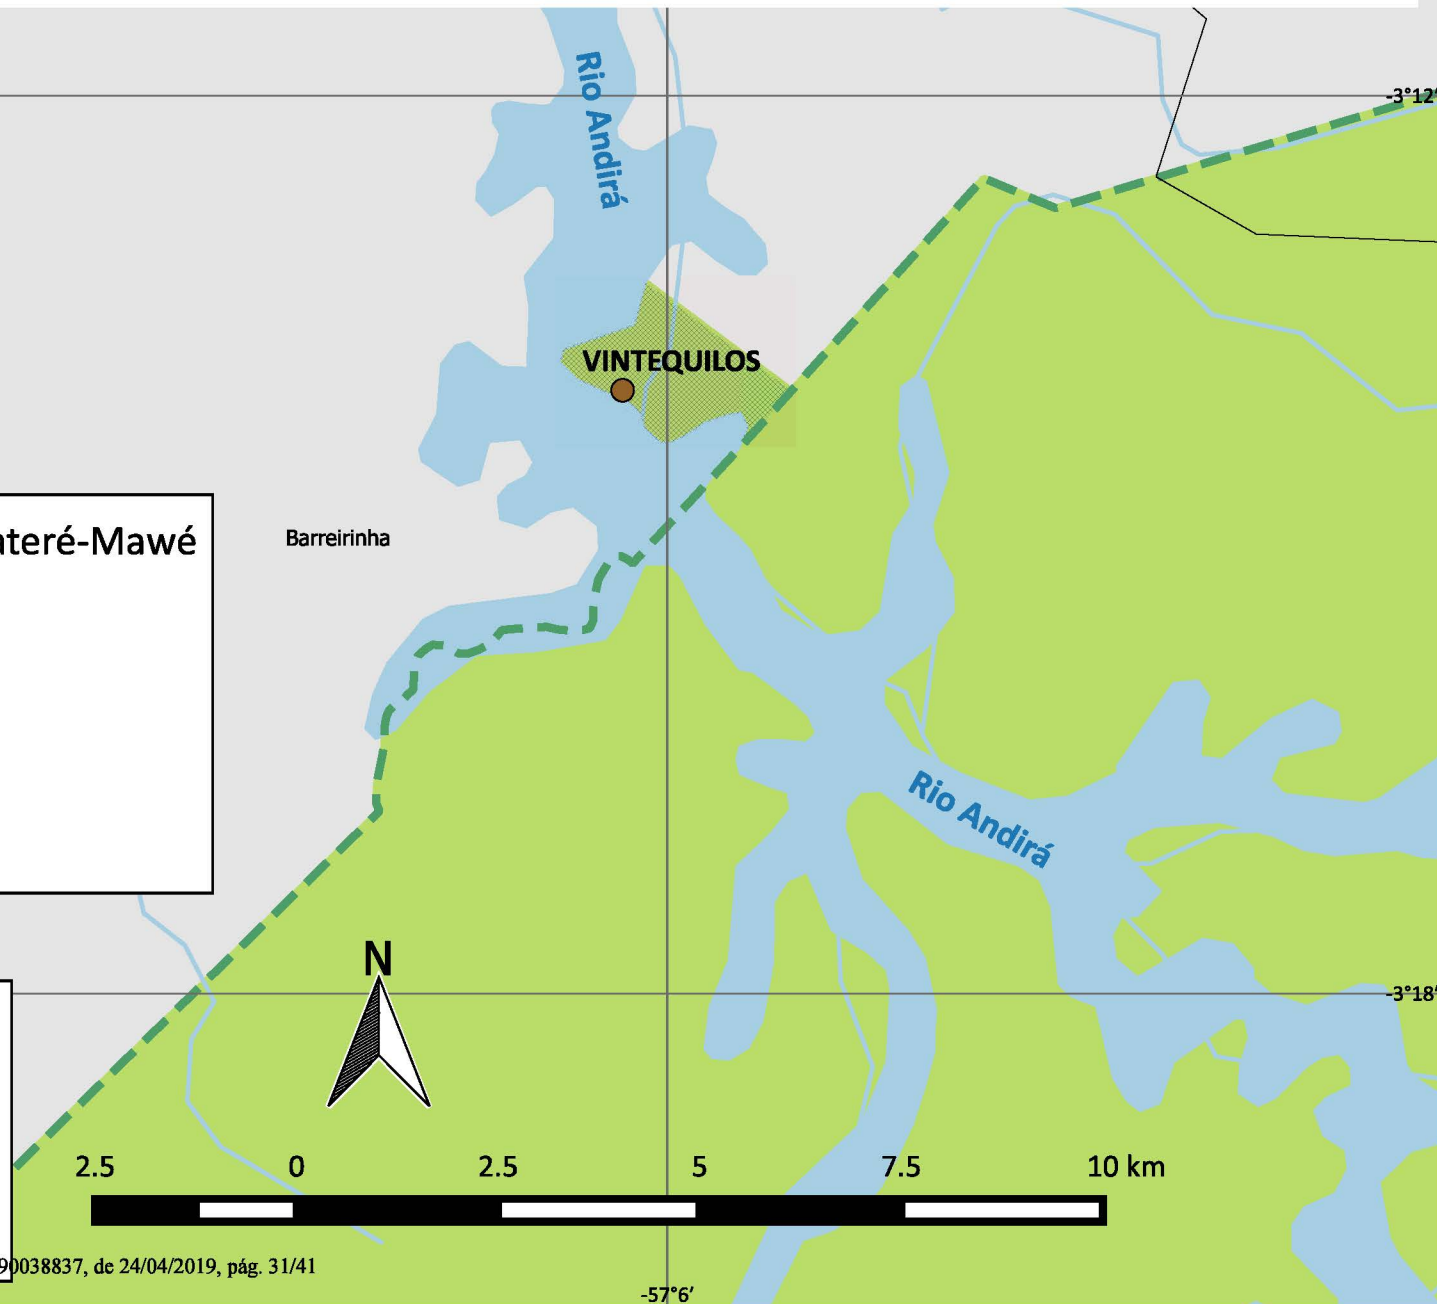 Rio Andirá
-3°12'
VINTEQUILOS
Mawé
Barreirinha
Rio Andirá
N
-3°18'
2.5 0 2.5 5 7.5 10 km
90038837, de 24/04/2019, pág. 31/41
-57°6′